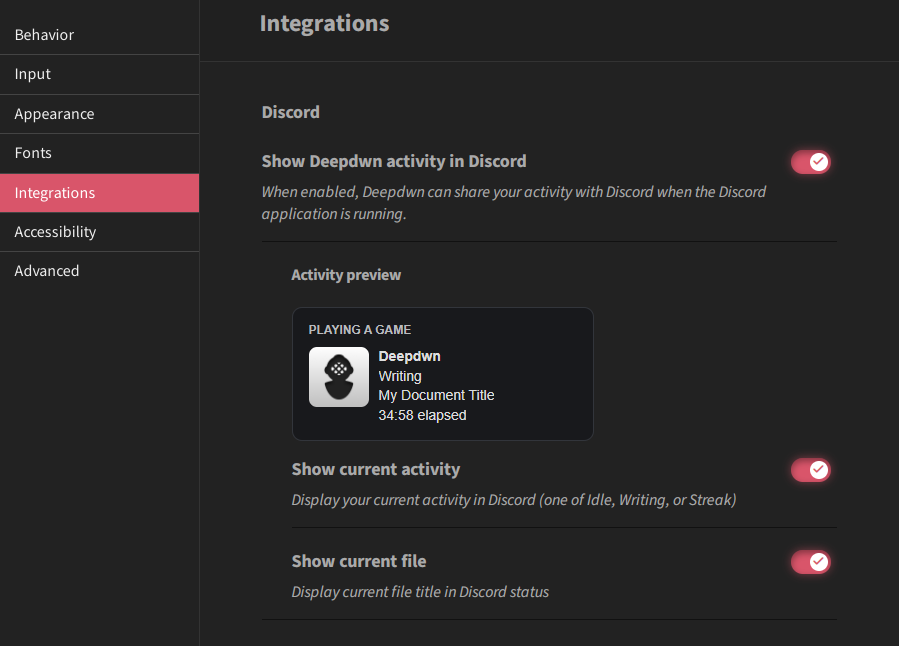 Behavior
Input
Appearance
Fonts
Integrations
Accessibility
Advanced
Integrations
Discord
Show Deepdwn activity in Discord
When enabled, Deepdwn can share your activity with Discord when the Discord
application is running.
Activity preview
PLAYING A GAME
Deepdwn
Writing
My Document Title
34:58 elapsed
Show current activity
Display your current activity in Discord (one of Idle, Writing, or Streak)
Show current file
Display current file title in Discord status